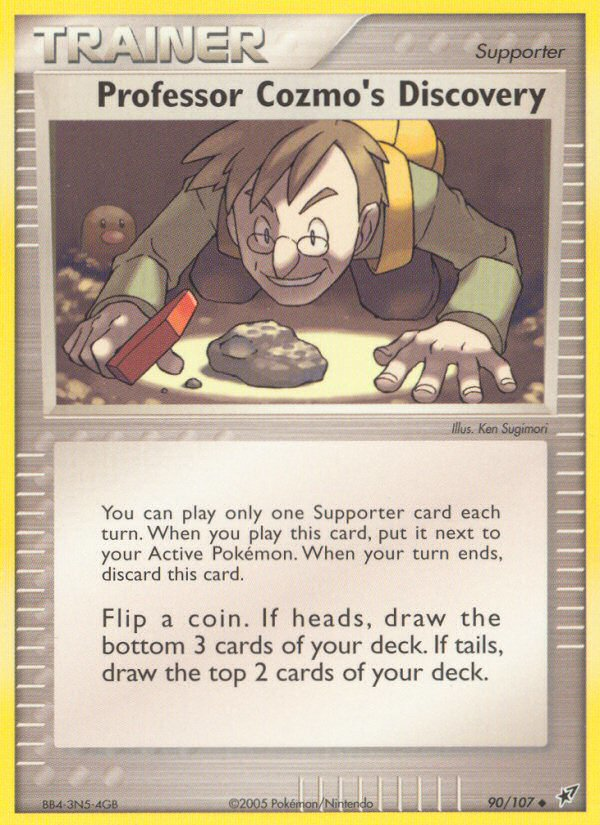 TRAINER
Supporter
Professor Cozmo's Discovery
Illus. Ken Sugimori
You can play only one Supporter card each
turn. When you play this card, put it next to
your Active Pokémon. When your turn ends,
discard this card.
Flip a coin. If heads, draw the
bottom 3 cards of your deck. If tails,
draw the top 2 cards of your deck.
BB4-3N5-4GB
©2005 Pokémon/Nintendo
90/107 ◆